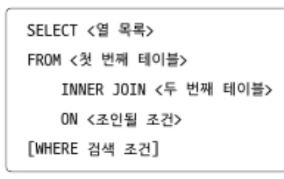 SELECT <열 목록>
FROM <첫 번째 테이블>
INNER JOIN <두 번째 테이블>
ON <조인될 조건>
[WHERE 검색 조건]